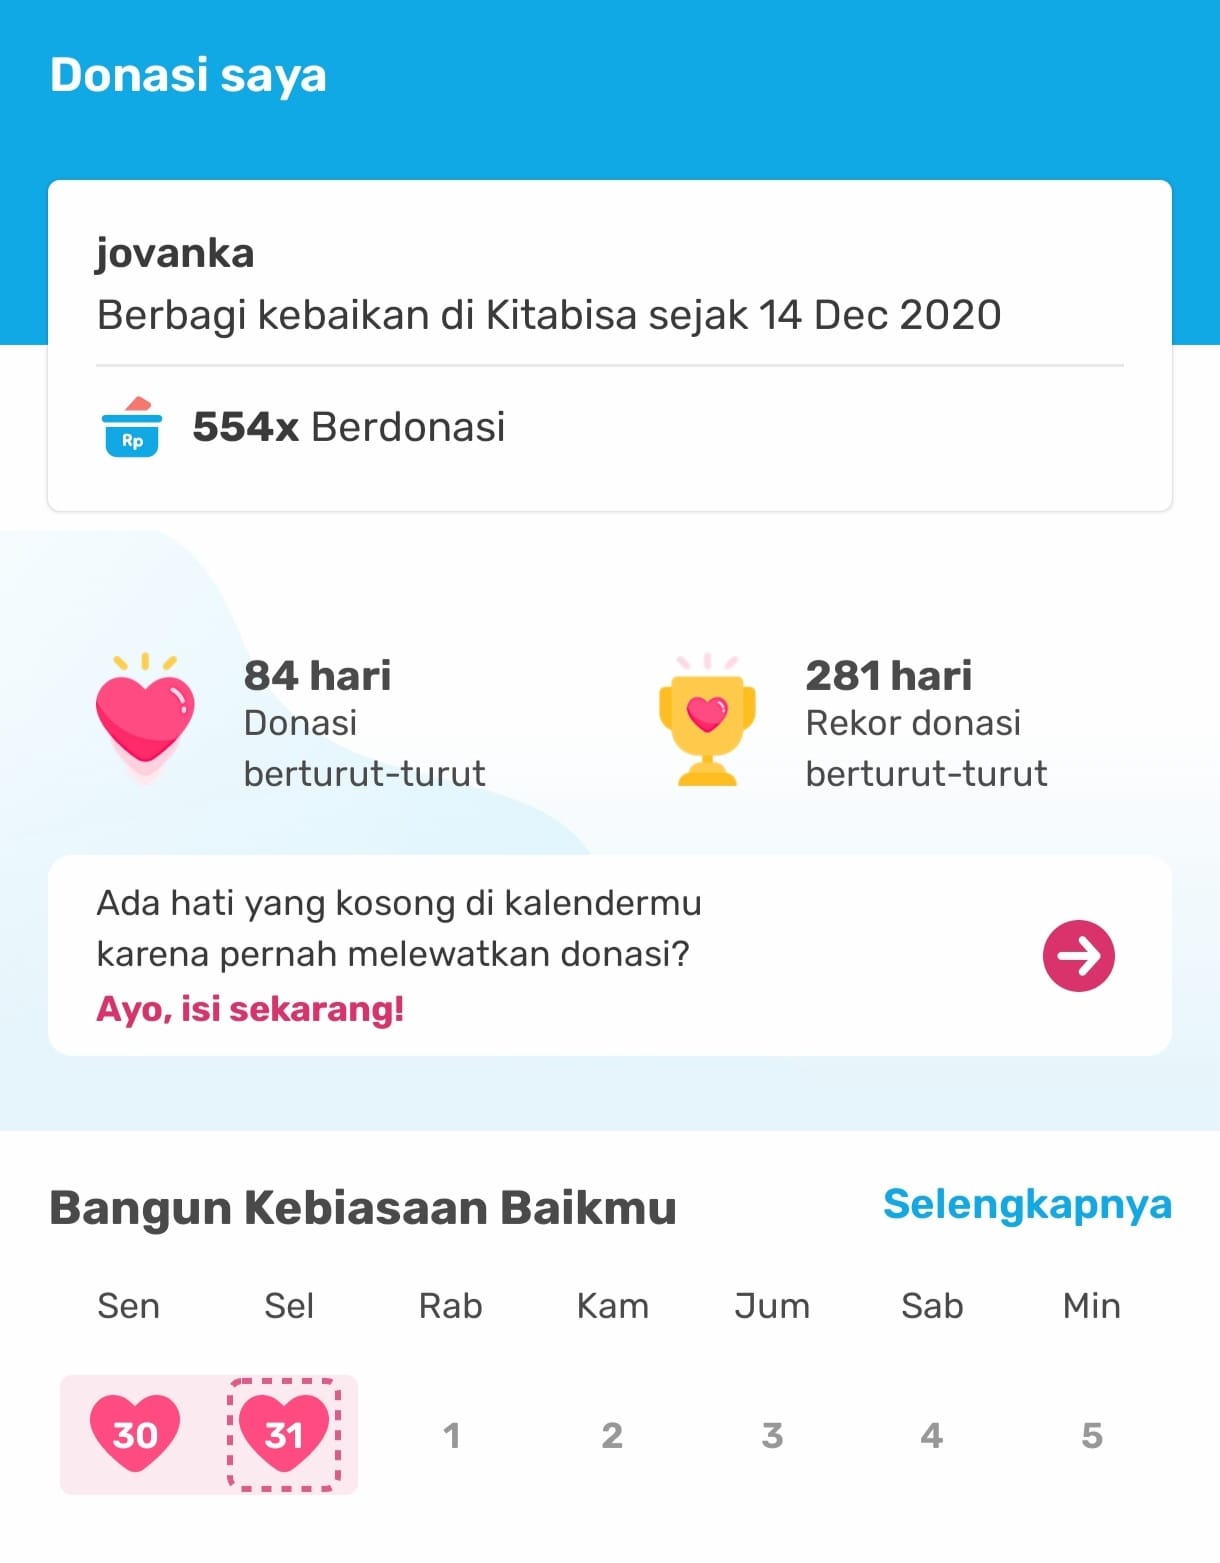 Donasi saya
jovanka
Berbagi kebaikan di Kitabisa sejak 14 Dec 2020
Rp
554x Berdonasi
84 hari
Donasi
berturut-turut
281 hari
Rekor donasi
berturut-turut
Ada hati yang kosong di kalendermu
karena pernah melewatkan donasi?
Ayo, isi sekarang!
Bangun Kebiasaan Baikmu
Selengkapnya
Sen Sel Rab Kam Jum Sab Min
30 31 1 2 3 4 5